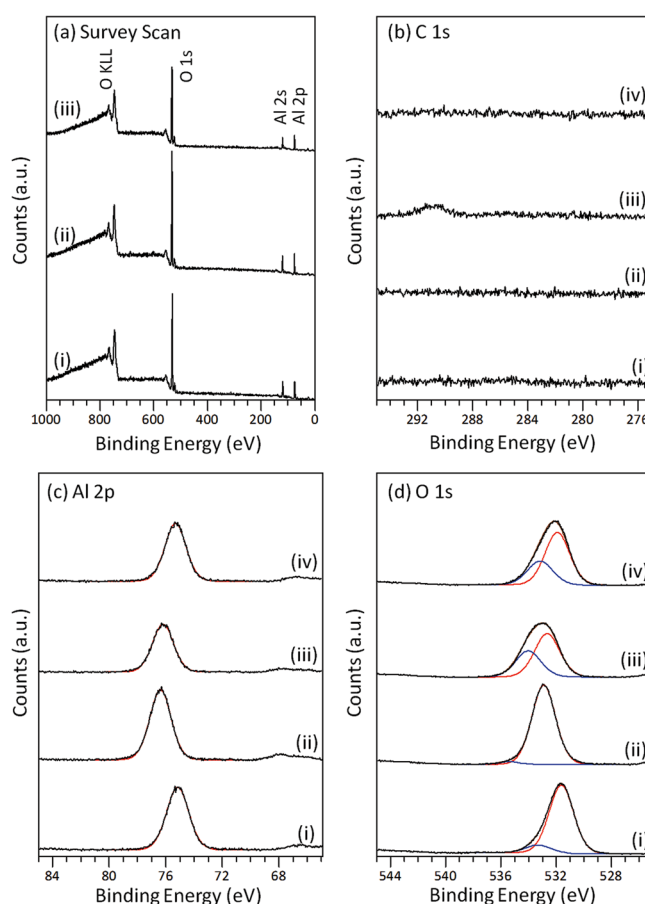 (a) Survey Scan
O KLL
O 1s
Al 2s
Al 2p
(iii)
(ii)
(i)
Counts (a.u.)
1000 800 600 400 200 0
Binding Energy (eV)
(b) C 1s
(iv)
(iii)
(ii)
(i)
Counts (a.u.)
292 288 284 280 276
Binding Energy (eV)
(c) Al 2p
(iv)
(iii)
(ii)
(i)
Counts (a.u.)
84 80 76 72 68
Binding Energy (eV)
(d) O 1s
(iv)
(iii)
(ii)
(i)
Counts (a.u.)
544 540 536 532 528
Binding Energy (eV)